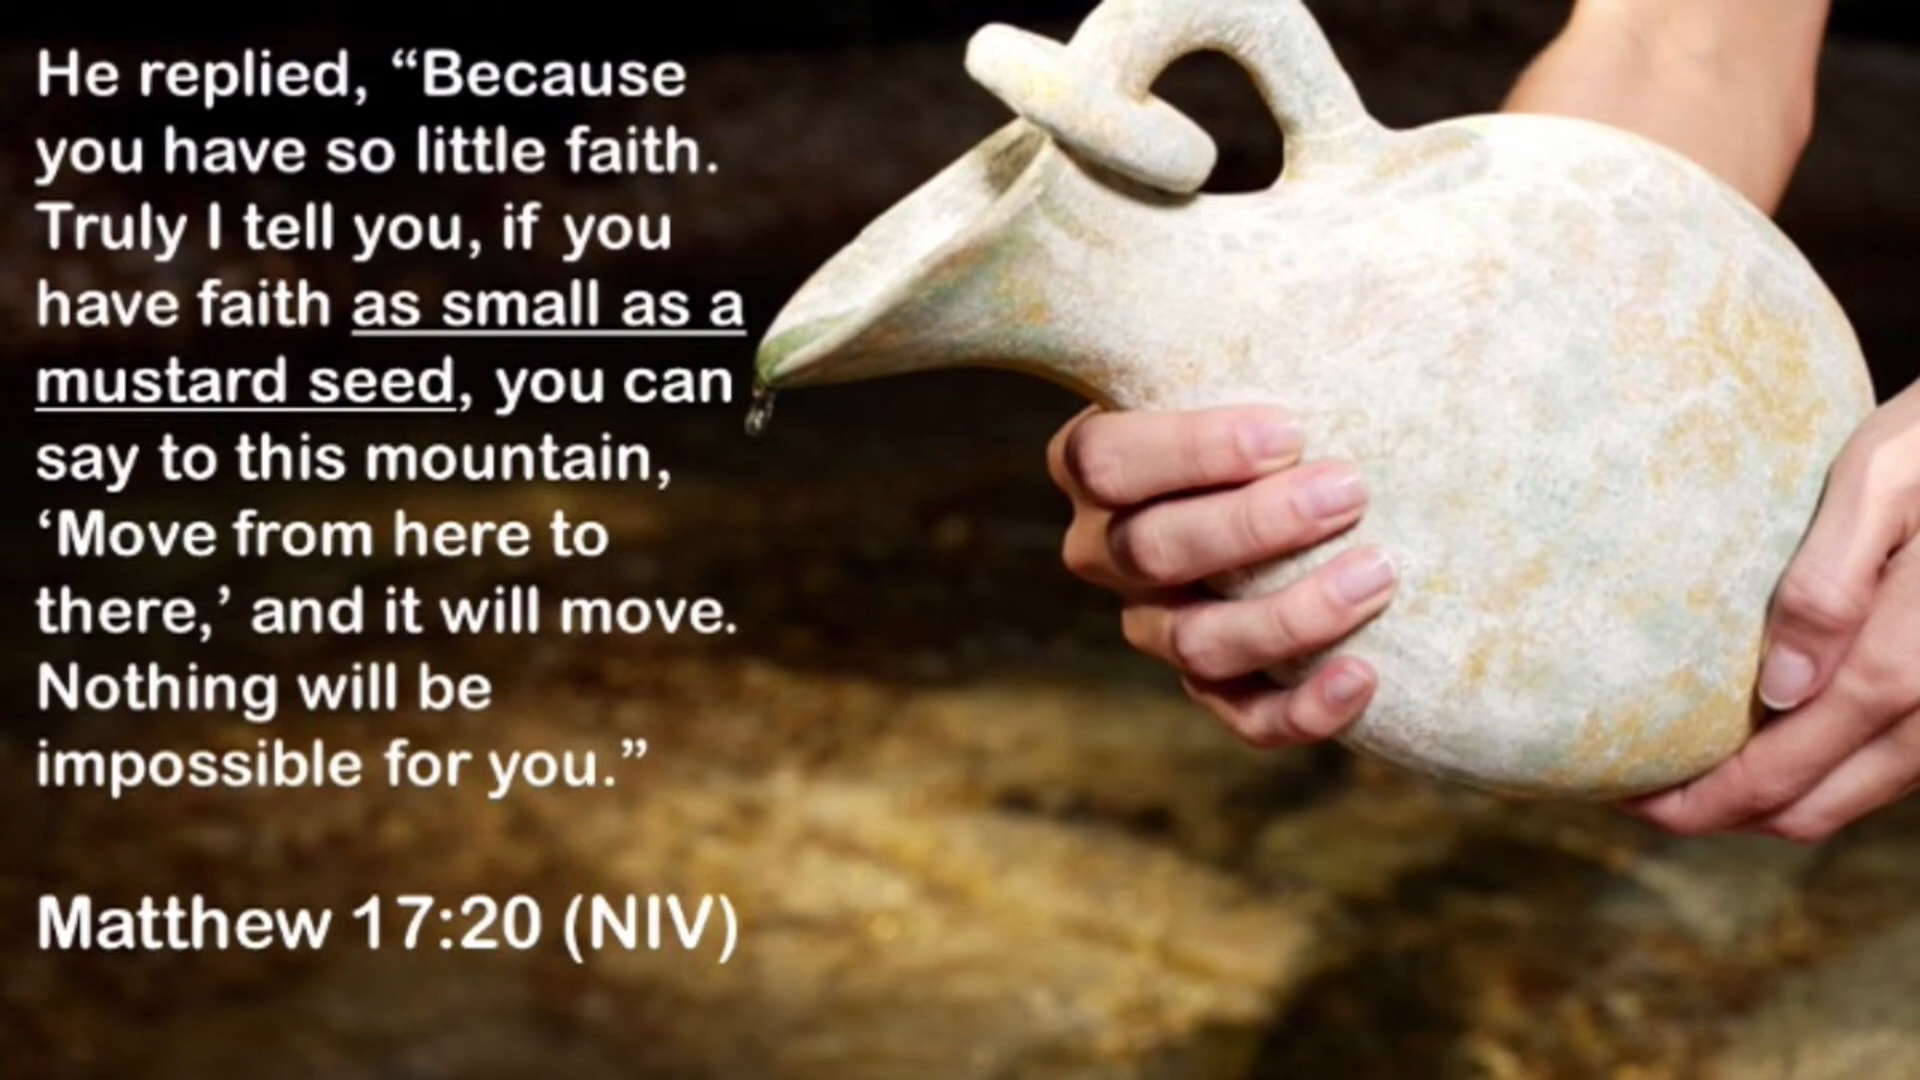 He replied, “Because
you have so little faith.
Truly I tell you, if you
have faith as small as a
mustard seed, you can
say to this mountain,
‘Move from here to
there,’ and it will move.
Nothing will be
impossible for you.”
Matthew 17:20 (NIV)